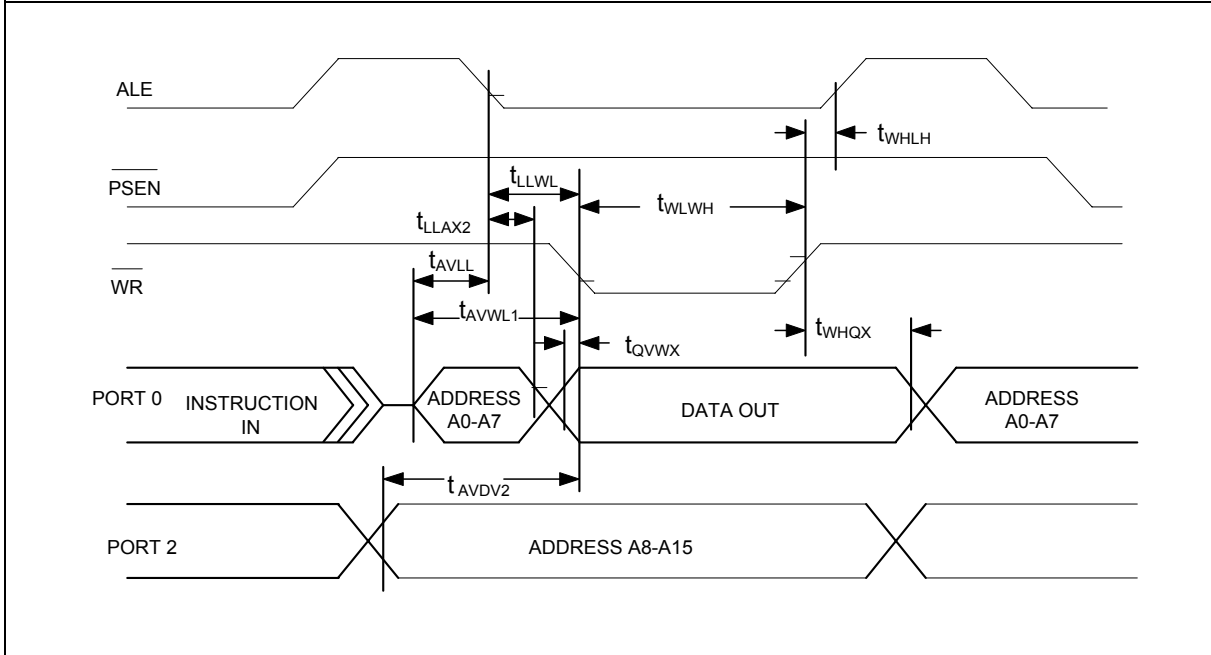 ALE
tWHLH
PSEN
tLLWL
tWLWH
tLLAX2
tAVLL
WR
tAVWL1
tWHQX
tQVWX
PORT 0
INSTRUCTION
IN
ADDRESS
A0-A7
DATA OUT
ADDRESS
A0-A7
t AVDV2
PORT 2
ADDRESS A8-A15